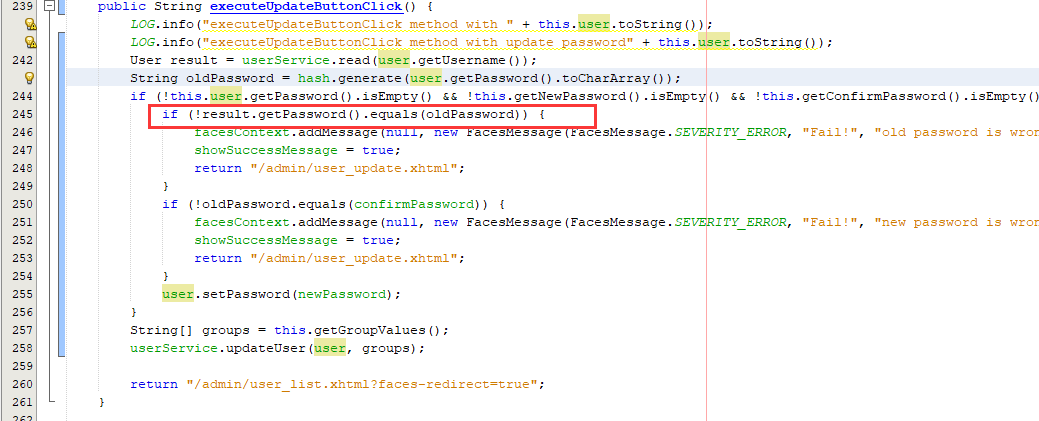 239 public String executeUpdateButtonClick() {
LOG.info("executeUpdateButtonClick method with " + this.user.toString());
LOG.info("executeUpdateButtonClick method with update password" + this.user.toString());
242 User result = userService.read(user.getUsername());
String oldPassword = hash.generate(user.getPassword().toCharArray());
244 if (!this.user.getPassword().isEmpty() && !this.getNewPassword().isEmpty() && !this.getConfirmPassword().isEmpty()
245 if (!result.getPassword().equals(oldPassword)) {
246 facesContext.addMessage(null, new FacesMessage(FacesMessage.SEVERITY_ERROR, "Fail!", "old password is wron
247 showSuccessMessage = true;
248 return "/admin/user_update.xhtml";
249 }
250 if (!oldPassword.equals(confirmPassword)) {
251 facesContext.addMessage(null, new FacesMessage(FacesMessage.SEVERITY_ERROR, "Fail!", "new password is wron
252 showSuccessMessage = true;
253 return "/admin/user_update.xhtml";
254 }
255 user.setPassword(newPassword);
256 }
257 String[] groups = this.getGroupValues();
258 userService.updateUser(user, groups);
259
260 return "/admin/user_list.xhtml?faces-redirect=true";
261 }
262